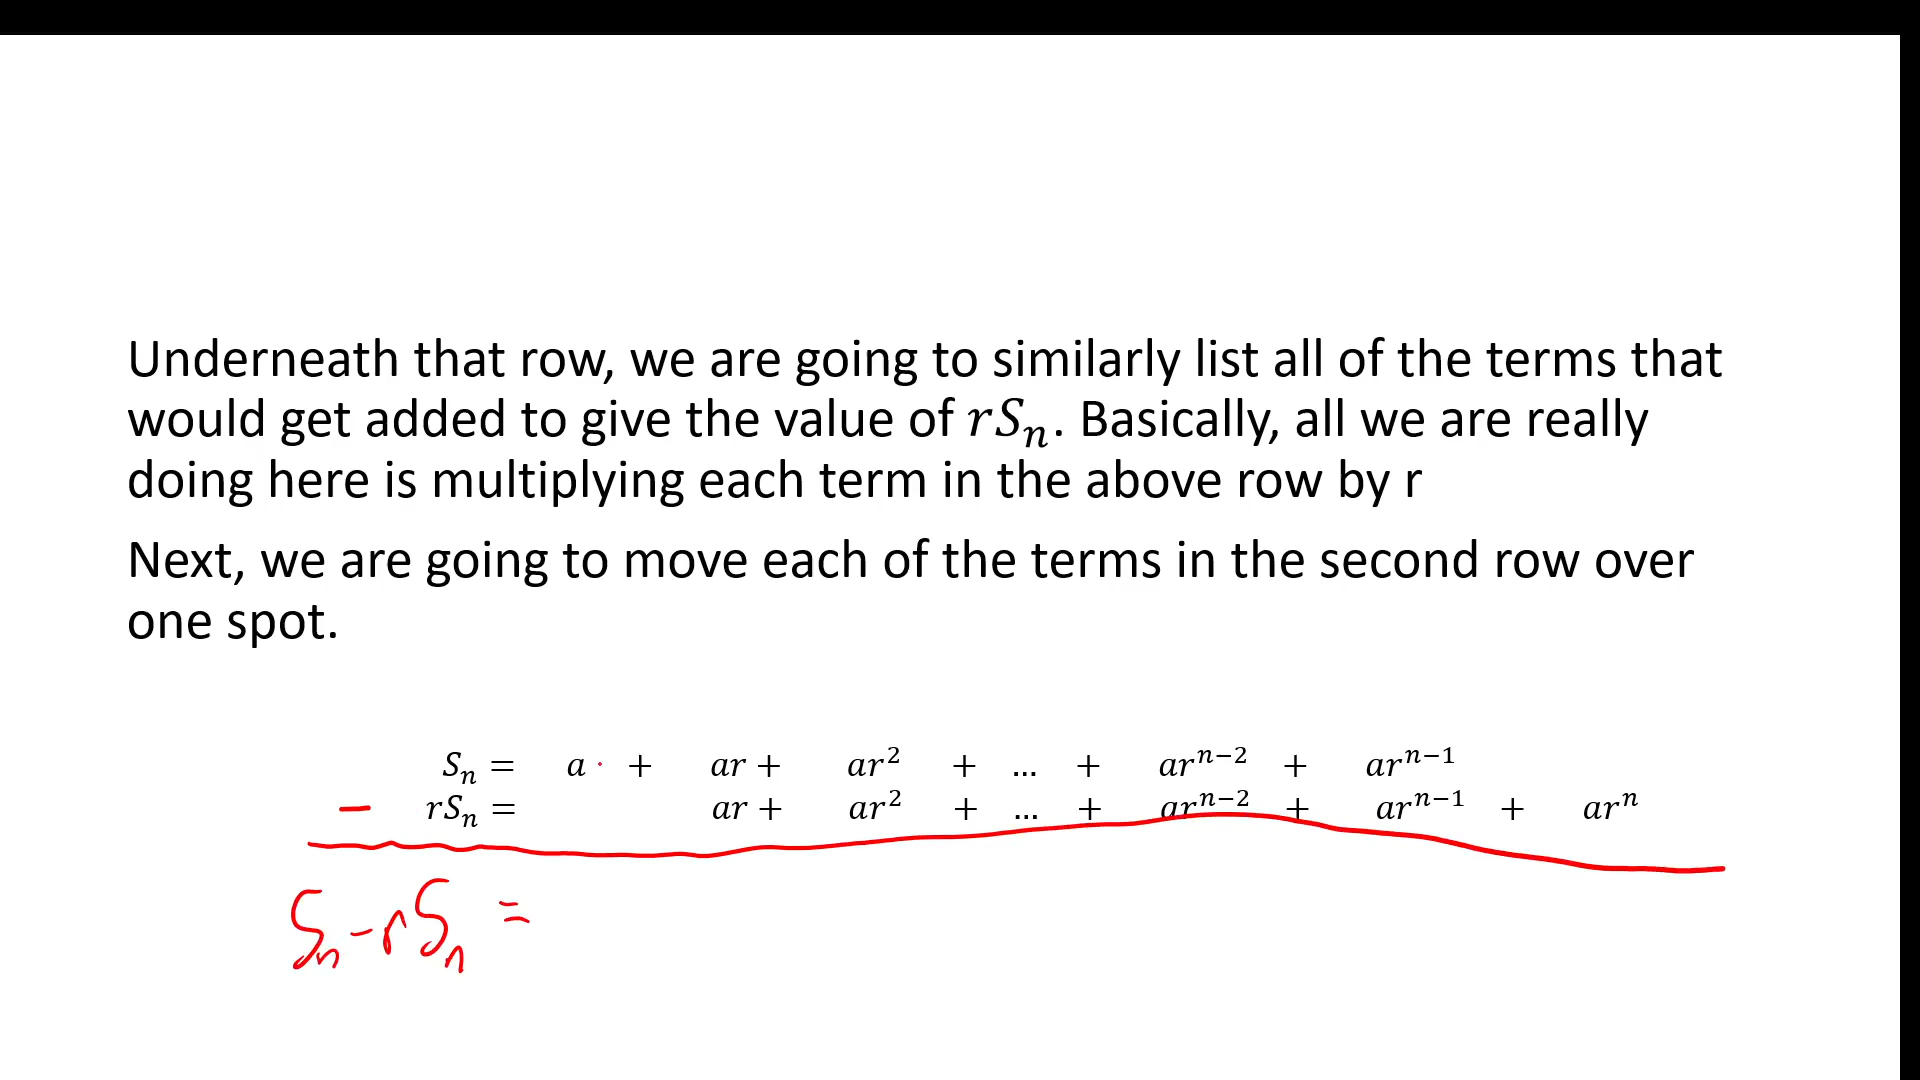 Underneath that row, we are going to similarly list all of the terms that
would get added to give the value of 𝑟𝑆ₙ. Basically, all we are really
doing here is multiplying each term in the above row by r
Next, we are going to move each of the terms in the second row over
one spot.
Sₙ = a + ar + ar² + … + arⁿ⁻² + arⁿ⁻¹
− rSₙ = ar + ar² + … + arⁿ⁻² + arⁿ⁻¹ + arⁿ
Sₙ - rSₙ =